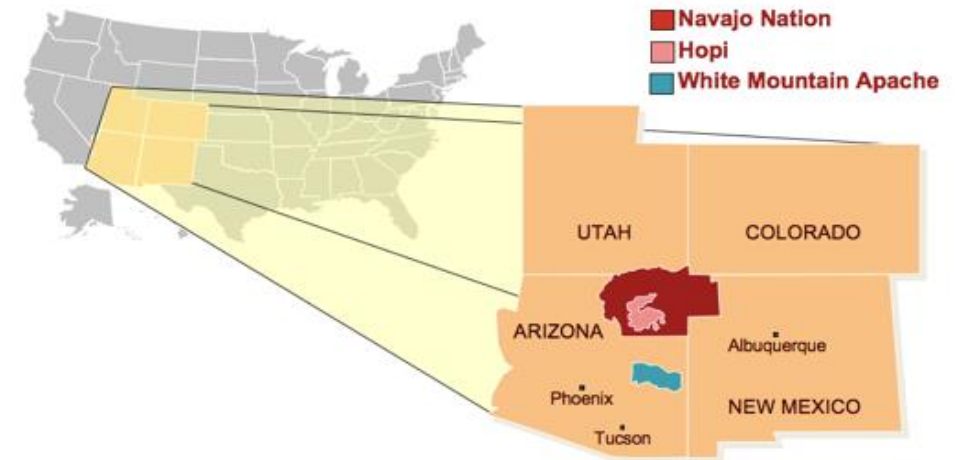 Navajo Nation
Hopi
White Mountain Apache
UTAH
COLORADO
ARIZONA
Albuquerque
Phoenix
NEW MEXICO
Tucson